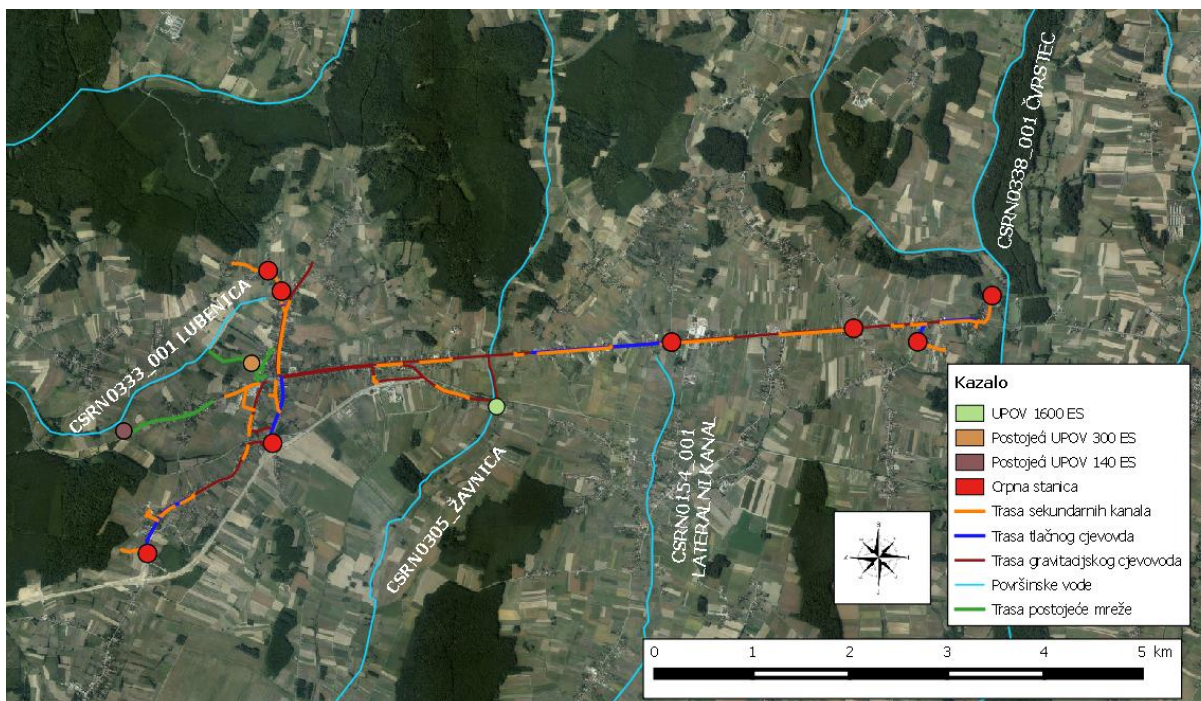 CSRN0338_001 ČVRSTEC
CSRN0333_001 LUBENICA
CSRN0305_ŽAVNICA
CSRN0154_001
LATERALNI KANAL
Kazalo
UPOV 1600 ES
Postojeći UPOV 300 ES
Postojeći UPOV 140 ES
Crpna stanica
Trasa sekundarnih kanala
Trasa tlačnog cjevovda
Trasa gravitacijskog cjevovoda
Površinske vode
Trasa postojeće mreže
0 1 2 3 4 5 km